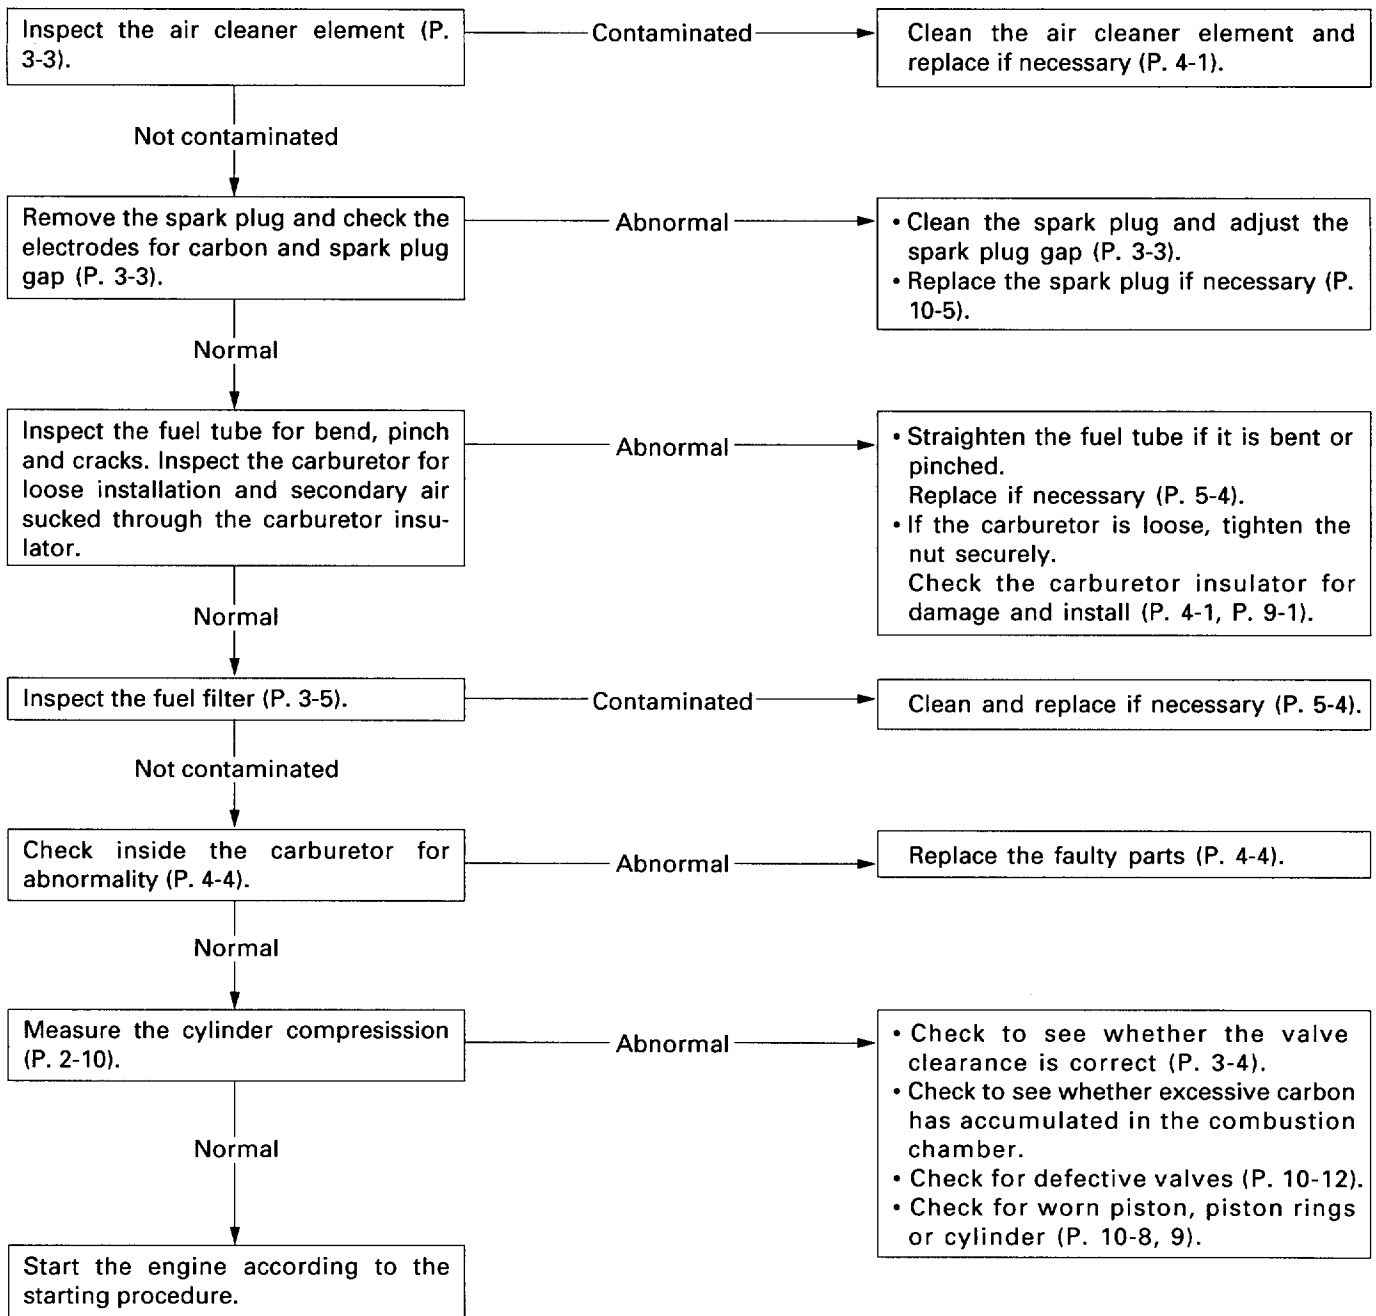 Inspect the air cleaner element (P.
3-3).
Contaminated
Clean the air cleaner element and
replace if necessary (P. 4-1).
Not contaminated
Remove the spark plug and check the
electrodes for carbon and spark plug
gap (P. 3-3).
Abnormal
• Clean the spark plug and adjust the
spark plug gap (P. 3-3).
• Replace the spark plug if necessary (P.
10-5).
Normal
Inspect the fuel tube for bend, pinch
and cracks. Inspect the carburetor for
loose installation and secondary air
sucked through the carburetor insu-
lator.
Abnormal
• Straighten the fuel tube if it is bent or
pinched.
Replace if necessary (P. 5-4).
• If the carburetor is loose, tighten the
nut securely.
Check the carburetor insulator for
damage and install (P. 4-1, P. 9-1).
Normal
Inspect the fuel filter (P. 3-5).
Contaminated
Clean and replace if necessary (P. 5-4).
Not contaminated
Check inside the carburetor for
abnormality (P. 4-4).
Abnormal
Replace the faulty parts (P. 4-4).
Normal
Measure the cylinder compresission
(P. 2-10).
Abnormal
• Check to see whether the valve
clearance is correct (P. 3-4).
• Check to see whether excessive carbon
has accumulated in the combustion
chamber.
• Check for defective valves (P. 10-12).
• Check for worn piston, piston rings
or cylinder (P. 10-8, 9).
Normal
Start the engine according to the
starting procedure.